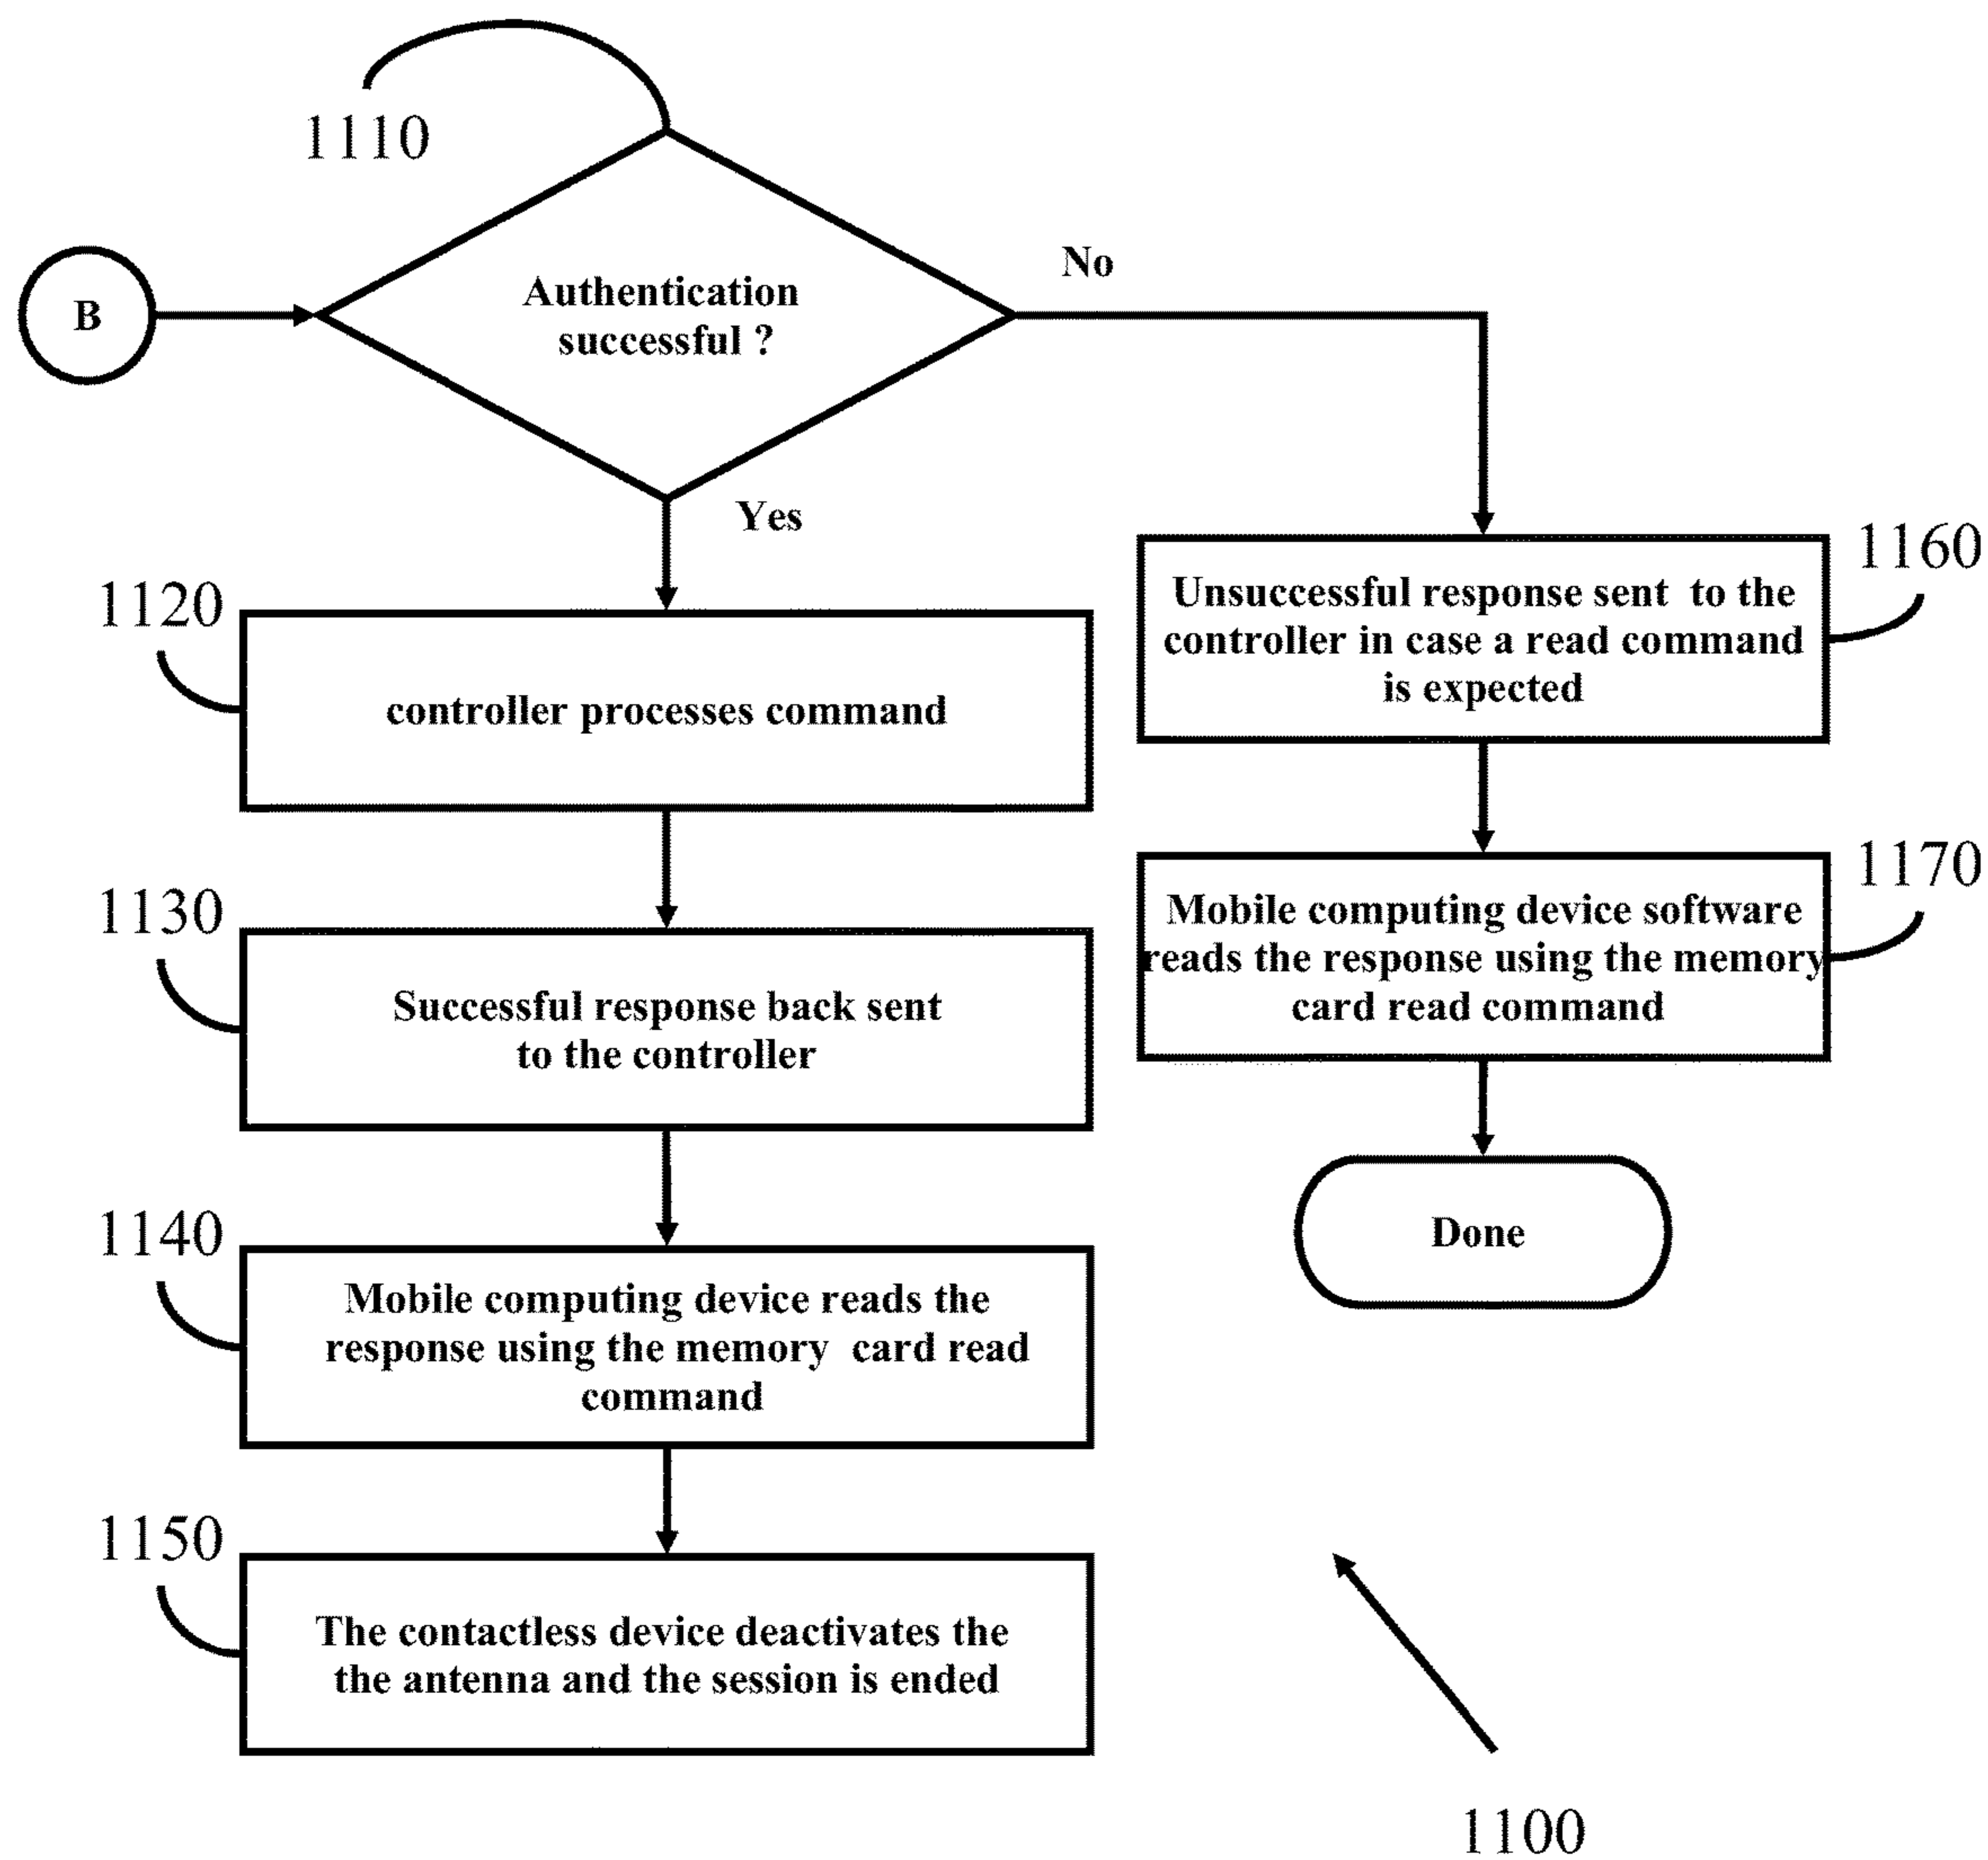 1110
B
Authentication
successful ?
No
Yes
1120
controller processes command
1130
Successful response back sent
to the controller
1140
Mobile computing device reads the
response using the memory card read
command
1150
The contactless device deactivates the
the antenna and the session is ended
1160
Unsuccessful response sent to the
controller in case a read command
is expected
1170
Mobile computing device software
reads the response using the memory
card read command
Done
1100